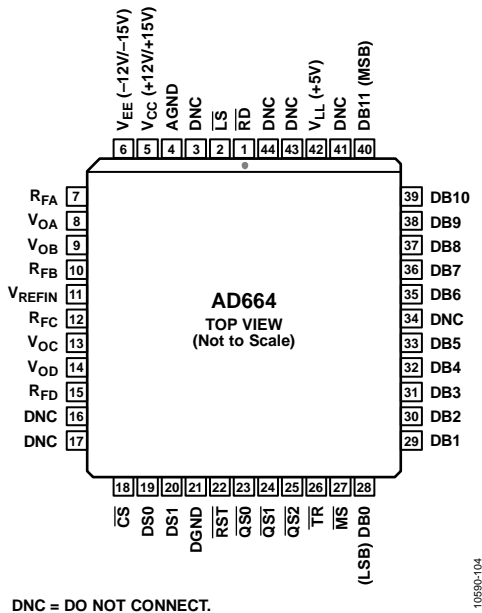 VEE (–12V/–15V)
VCC (+12V/+15V)
AGND
DNC
LS
RD
DNC
DNC
VLL (+5V)
DNC
DB11 (MSB)
6 5 4 3 2 1 44 43 42 41 40
RFA 7
VOA 8
VOB 9
RFB 10
VREFIN 11
RFC 12
VOC 13
VOD 14
RFD 15
DNC 16
DNC 17
AD664
TOP VIEW
(Not to Scale)
39 DB10
38 DB9
37 DB8
36 DB7
35 DB6
34 DNC
33 DB5
32 DB4
31 DB3
30 DB2
29 DB1
18 19 20 21 22 23 24 25 26 27 28
CS
DS0
DS1
DGND
RST
QS0
QS1
QS2
TR
MS
(LSB) DB0
DNC = DO NOT CONNECT.
10590-104